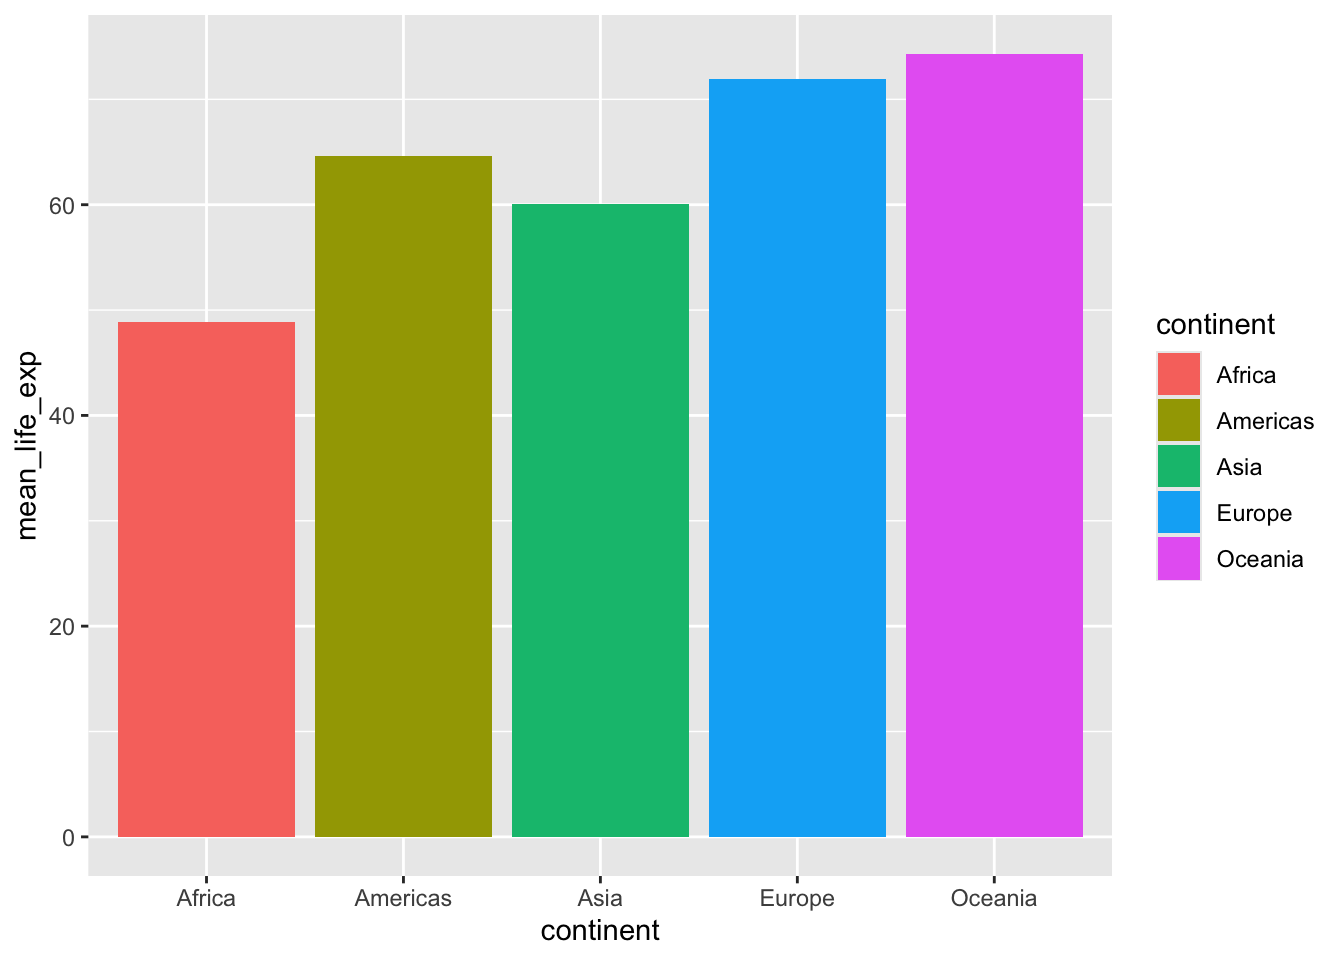 mean_life_exp
60
40
20
0
Africa
Americas
Asia
Europe
Oceania
continent
continent
Africa
Americas
Asia
Europe
Oceania